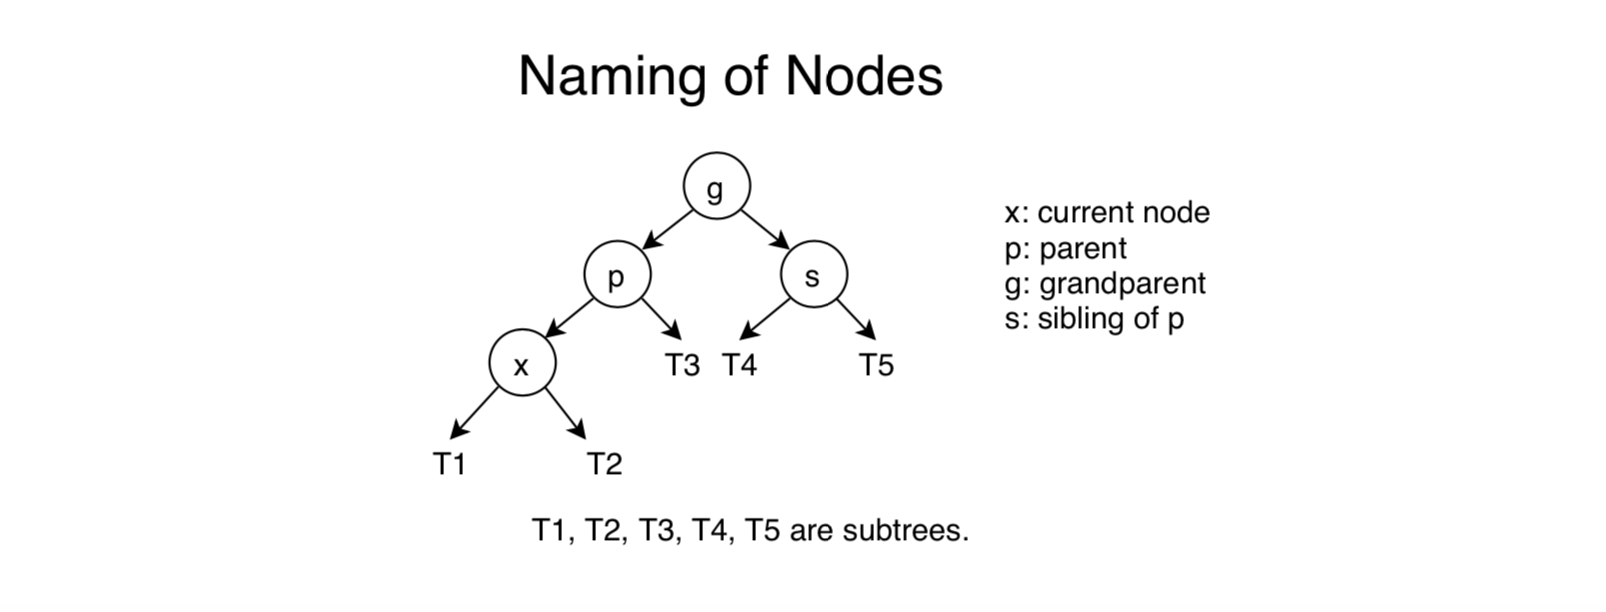 Naming of Nodes
g
p
s
x
T3
T4
T5
T1
T2
x: current node
p: parent
g: grandparent
s: sibling of p
T1, T2, T3, T4, T5 are subtrees.